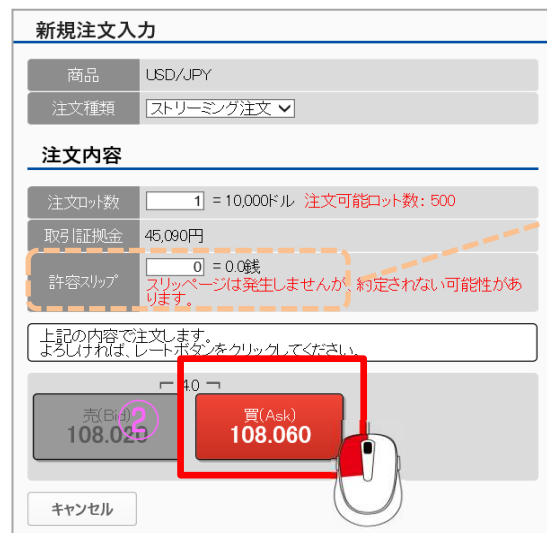 新規注文入力
商品 USD/JPY
注文種類 ストリーミング注文
注文内容
注文ロット数 1 = 10,000ドル 注文可能ロット数: 500
取引証拠金 45,090円
許容スリップ 0 = 0.0銭
スリッページは発生しませんが、約定されない可能性があ
ります。
上記の内容で注文します。
よろしければ、レートボタンをクリックしてください。
4.0
売(Bid) 買(Ask)
108.020 ② 108.060
キャンセル